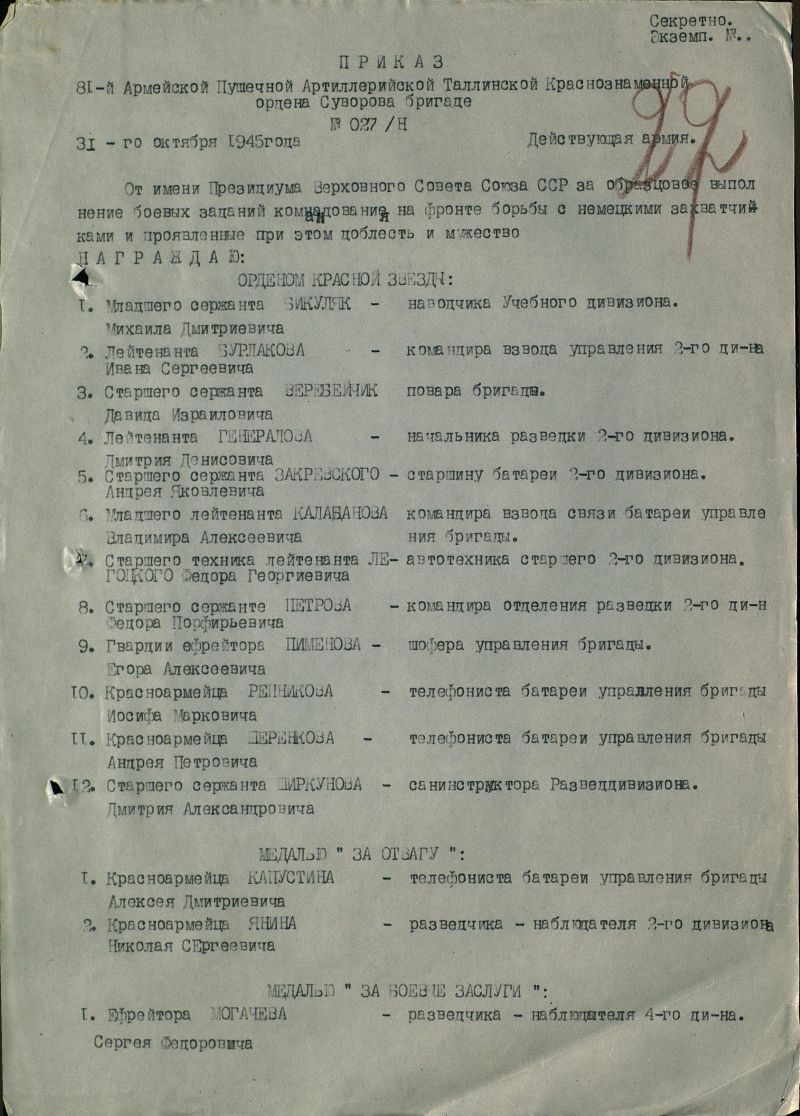 Секретно.
Экземп. №..
П Р И К А З
81-й Армейской Пушечной Артиллерийской Таллинской Краснознаменной
ордена Суворова бригаде
№ 027/Н
31 - го октября 1945года Действующая армия.
От имени Президиума Верховного Совета Союза ССР за образцовое выпол
нение боевых заданий командования на фронте борьбы с немецкими захватчий
ками и проявленные при этом доблесть и мужество
Н А Г Р А Ж Д А Ю:
ОРДЕНОМ КРАСНОЙ ЗВЕЗДЫ:
1. Младшего сержанта ВИКУЛЯК - наводчика Учебного дивизиона.
Михаила Дмитриевича
2. Лейтенанта БУРЛАКОВА - командира взвода управления 2-го ди-на
Ивана Сергеевича
3. Старшего сержанта ВЕРЕБЕЙЧИК повара бригады.
Давида Израиловича
4. Лейтенанта ГЕНЕРАЛОВА - начальника разведки 2-го дивизиона.
Дмитрия Денисовича
5. Старшего сержанта ЗАКРЕВСКОГО - старшину батареи 2-го дивизиона.
Андрея Яковлевича
6. Младшего лейтенанта КАЛАБАНОВА командира взвода связи батареи управле
Владимира Алексеевича ния бригады.
7. Старшего техника лейтенанта ЛЕ- автотехника старшего 2-го дивизиона.
ГОЦКОГО Федора Георгиевича
8. Старшего сержанте ПЕТРОВА - командира отделения разведки 2-го ди-н
Федора Порфирьевича
9. Гвардии ефрейтора ПИМЕНОВА - шофера управления бригады.
Егора Алексеевича
10. Красноармейца РЕПНИКОВА - телефониста батареи управления бригады
Иосифа Марковича
11. Красноармейца ДЕРЕНКОВА - телефониста батареи управления бригады
Андрея Петровича
12. Старшего сержанта ЦИРКУНОВА - санинструктора Разведдивизиона.
Дмитрия Александровича
МЕДАЛЬЮ " ЗА ОТВАГУ ":
1. Красноармейца КАПУСТИНА - телефониста батареи управления бригады
Алексея Дмитриевича
2. Красноармейца ЯНИНА - разведчика - наблюдателя 2-го дивизиона
Николая СЕргеевича
МЕДАЛЬЮ " ЗА БОЕВЫЕ ЗАСЛУГИ ":
1. Ефрейтора МОГАЧЕВА - разведчика - наблюдателя 4-го ди-на.
Сергея Федоровича